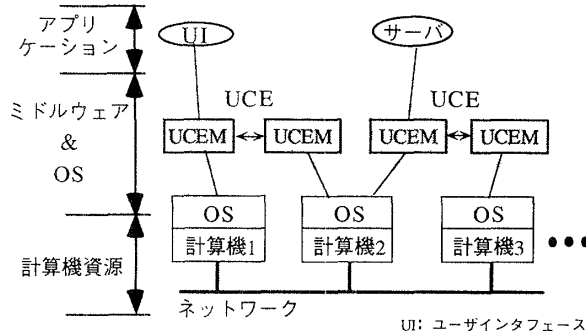 アプリ
ケーション
UI
サーバ
ミドルウェア
&
OS
UCE
UCE
UCEM
UCEM
UCEM
UCEM
OS
OS
OS
計算機資源
計算機1
計算機2
計算機3
ネットワーク
UI: ユーザインタフェース